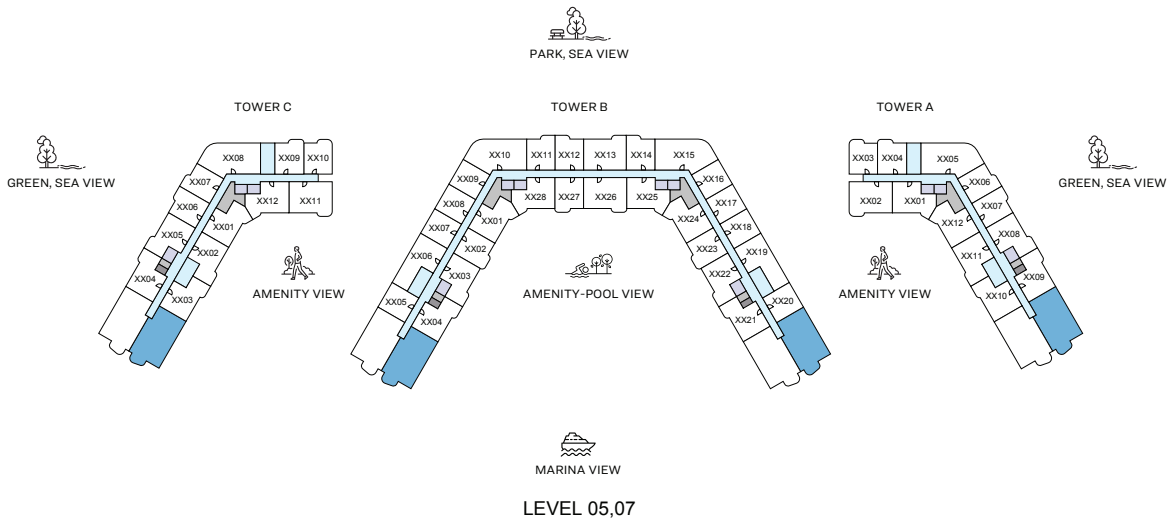 PARK, SEA VIEW
TOWER C
TOWER B
TOWER A
GREEN, SEA VIEW
GREEN, SEA VIEW
XX08
XX09
XX10
XX07
XX06
XX05
XX04
XX01
XX02
XX03
XX12
XX11
XX10
XX11
XX12
XX13
XX14
XX15
XX09
XX08
XX07
XX06
XX05
XX01
XX02
XX03
XX04
XX28
XX27
XX26
XX25
XX16
XX17
XX18
XX19
XX20
XX24
XX23
XX22
XX21
XX03
XX04
XX05
XX02
XX01
XX06
XX07
XX08
XX09
XX12
XX11
XX10
AMENITY VIEW
AMENITY-POOL VIEW
AMENITY VIEW
MARINA VIEW
LEVEL 05,07